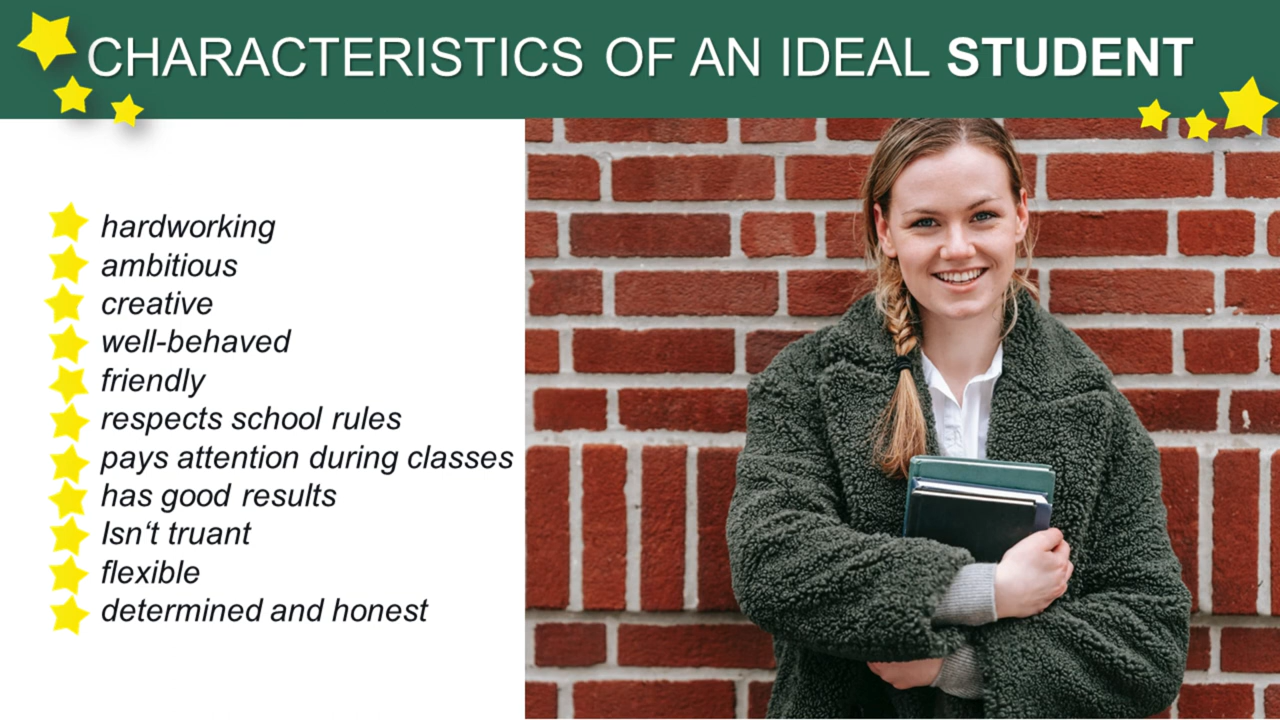 CHARACTERISTICS OF AN IDEAL STUDENT
hardworking
ambitious
creative
well-behaved
friendly
respects school rules
pays attention during classes
has good results
Isn‘t truant
flexible
determined and honest